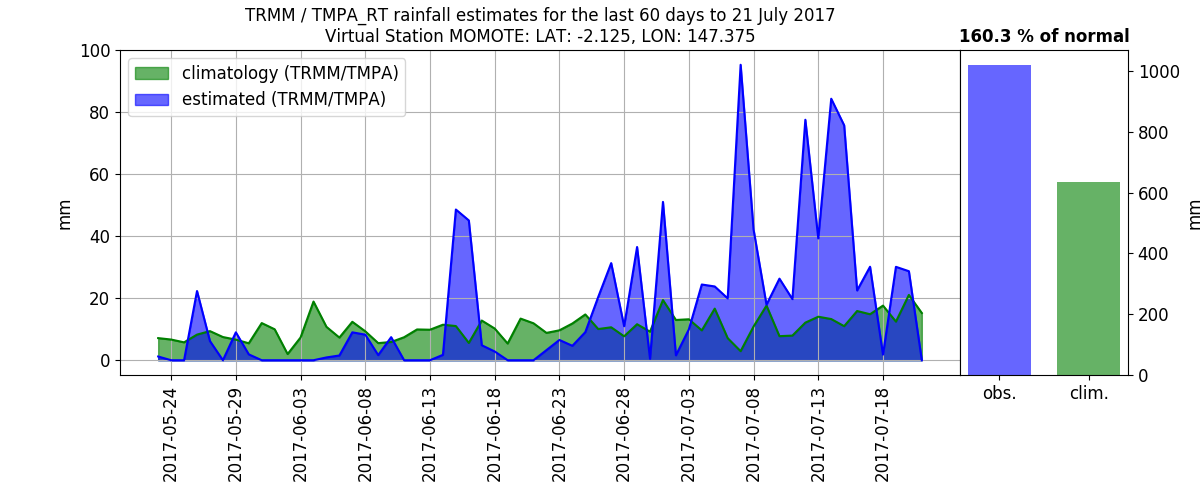 TRMM / TMPA_RT rainfall estimates for the last 60 days to 21 July 2017
Virtual Station MOMOTE: LAT: -2.125, LON: 147.375
160.3 % of normal
climatology (TRMM/TMPA)
estimated (TRMM/TMPA)
100
80
60
40
20
0
mm
2017-05-24
2017-05-29
2017-06-03
2017-06-08
2017-06-13
2017-06-18
2017-06-23
2017-06-28
2017-07-03
2017-07-08
2017-07-13
2017-07-18
1000
800
600
400
200
0
mm
obs.
clim.